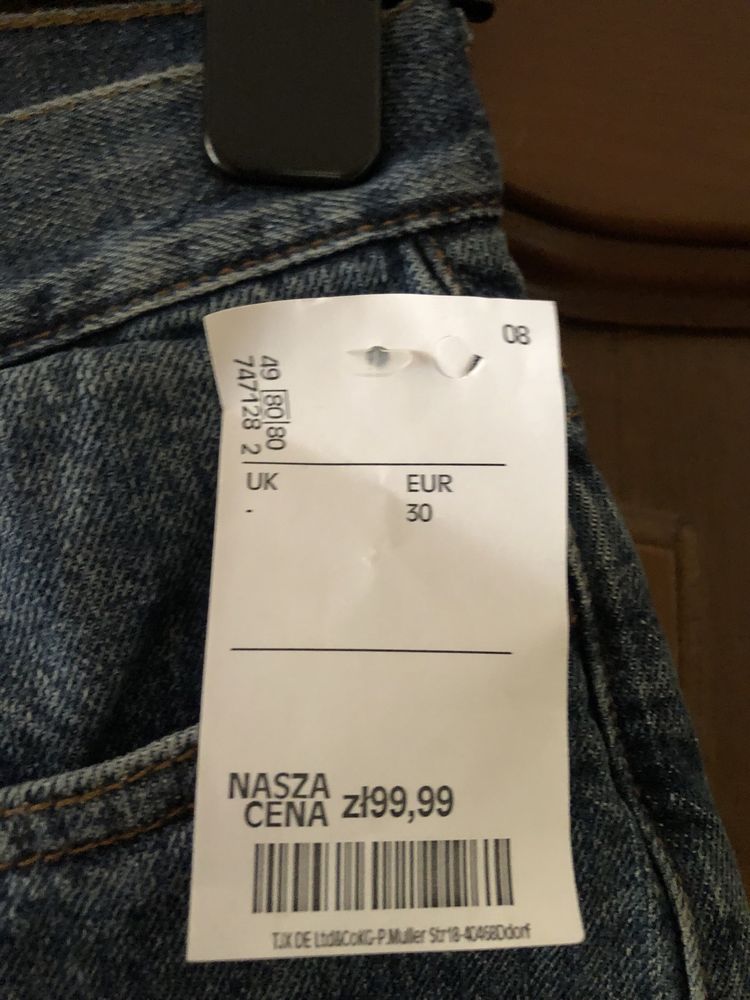 08
49 80 80
747128 2
UK EUR
. 30
NASZA
CENA zł99,99
TJX DE Ltd&CoKG-P.Muller Str18-40468Ddorf